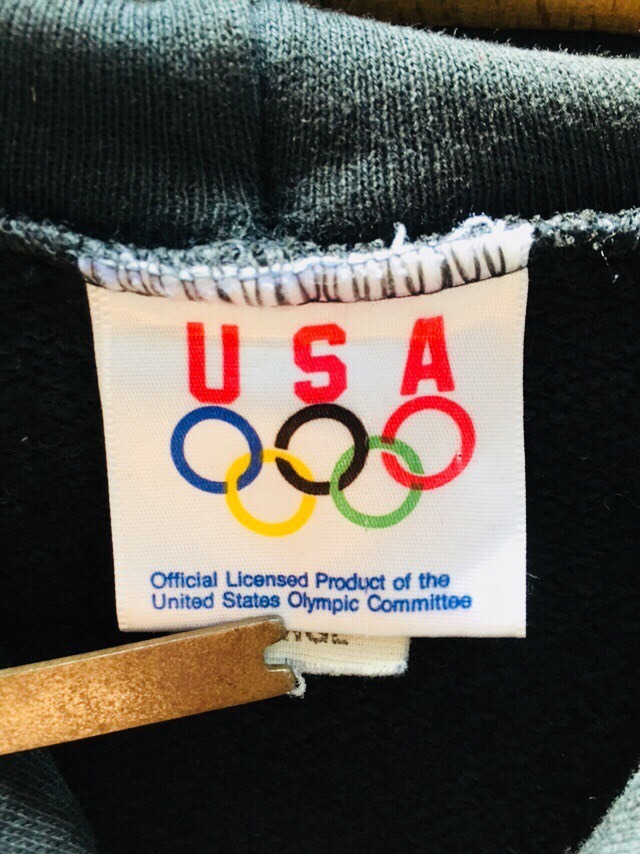 USA
Official Licensed Product of the
United States Olympic Committee